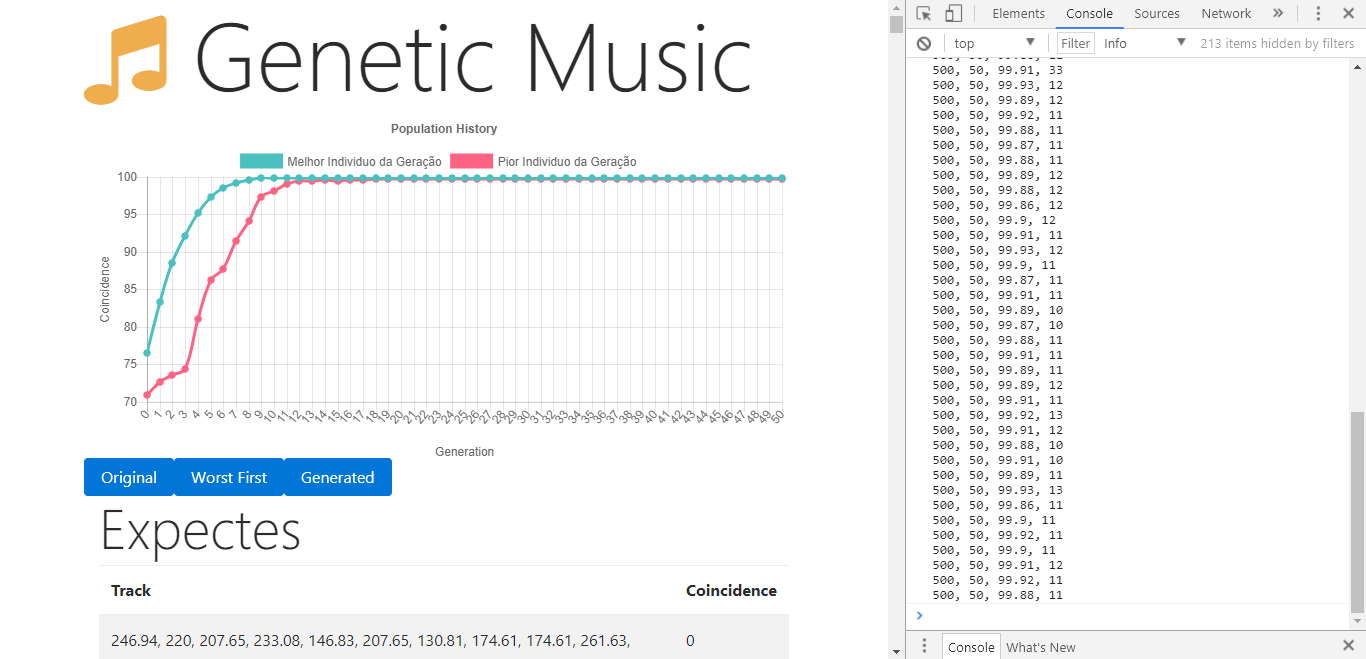 Genetic Music
Population History
Melhor Individuo da Geração Pior Individuo da Geração
100
95
90
85
80
75
70
Coincidence
0 1 2 3 4 5 6 7 8 9 10 11 12 13 14 15 16 17 18 19 20 21 22 23 24 25 26 27 28 29 30 31 32 33 34 35 36 37 38 39 40 41 42 43 44 45 46 47 48 49 50
Generation
Original Worst First Generated
Expectes
Track Coincidence
246.94, 220, 207.65, 233.08, 146.83, 207.65, 130.81, 174.61, 174.61, 261.63, 0
Elements Console Sources Network
top Filter Info 213 items hidden by filters
500, 50, 99.91, 33
500, 50, 99.93, 12
500, 50, 99.89, 12
500, 50, 99.92, 11
500, 50, 99.88, 11
500, 50, 99.87, 11
500, 50, 99.88, 11
500, 50, 99.89, 12
500, 50, 99.88, 12
500, 50, 99.86, 12
500, 50, 99.9, 12
500, 50, 99.91, 11
500, 50, 99.93, 12
500, 50, 99.9, 11
500, 50, 99.87, 11
500, 50, 99.91, 11
500, 50, 99.89, 10
500, 50, 99.87, 10
500, 50, 99.88, 11
500, 50, 99.91, 11
500, 50, 99.89, 11
500, 50, 99.89, 12
500, 50, 99.91, 11
500, 50, 99.92, 13
500, 50, 99.91, 12
500, 50, 99.88, 10
500, 50, 99.91, 10
500, 50, 99.89, 11
500, 50, 99.93, 13
500, 50, 99.86, 11
500, 50, 99.9, 11
500, 50, 99.92, 11
500, 50, 99.9, 11
500, 50, 99.91, 12
500, 50, 99.92, 11
500, 50, 99.88, 11
Console What's New